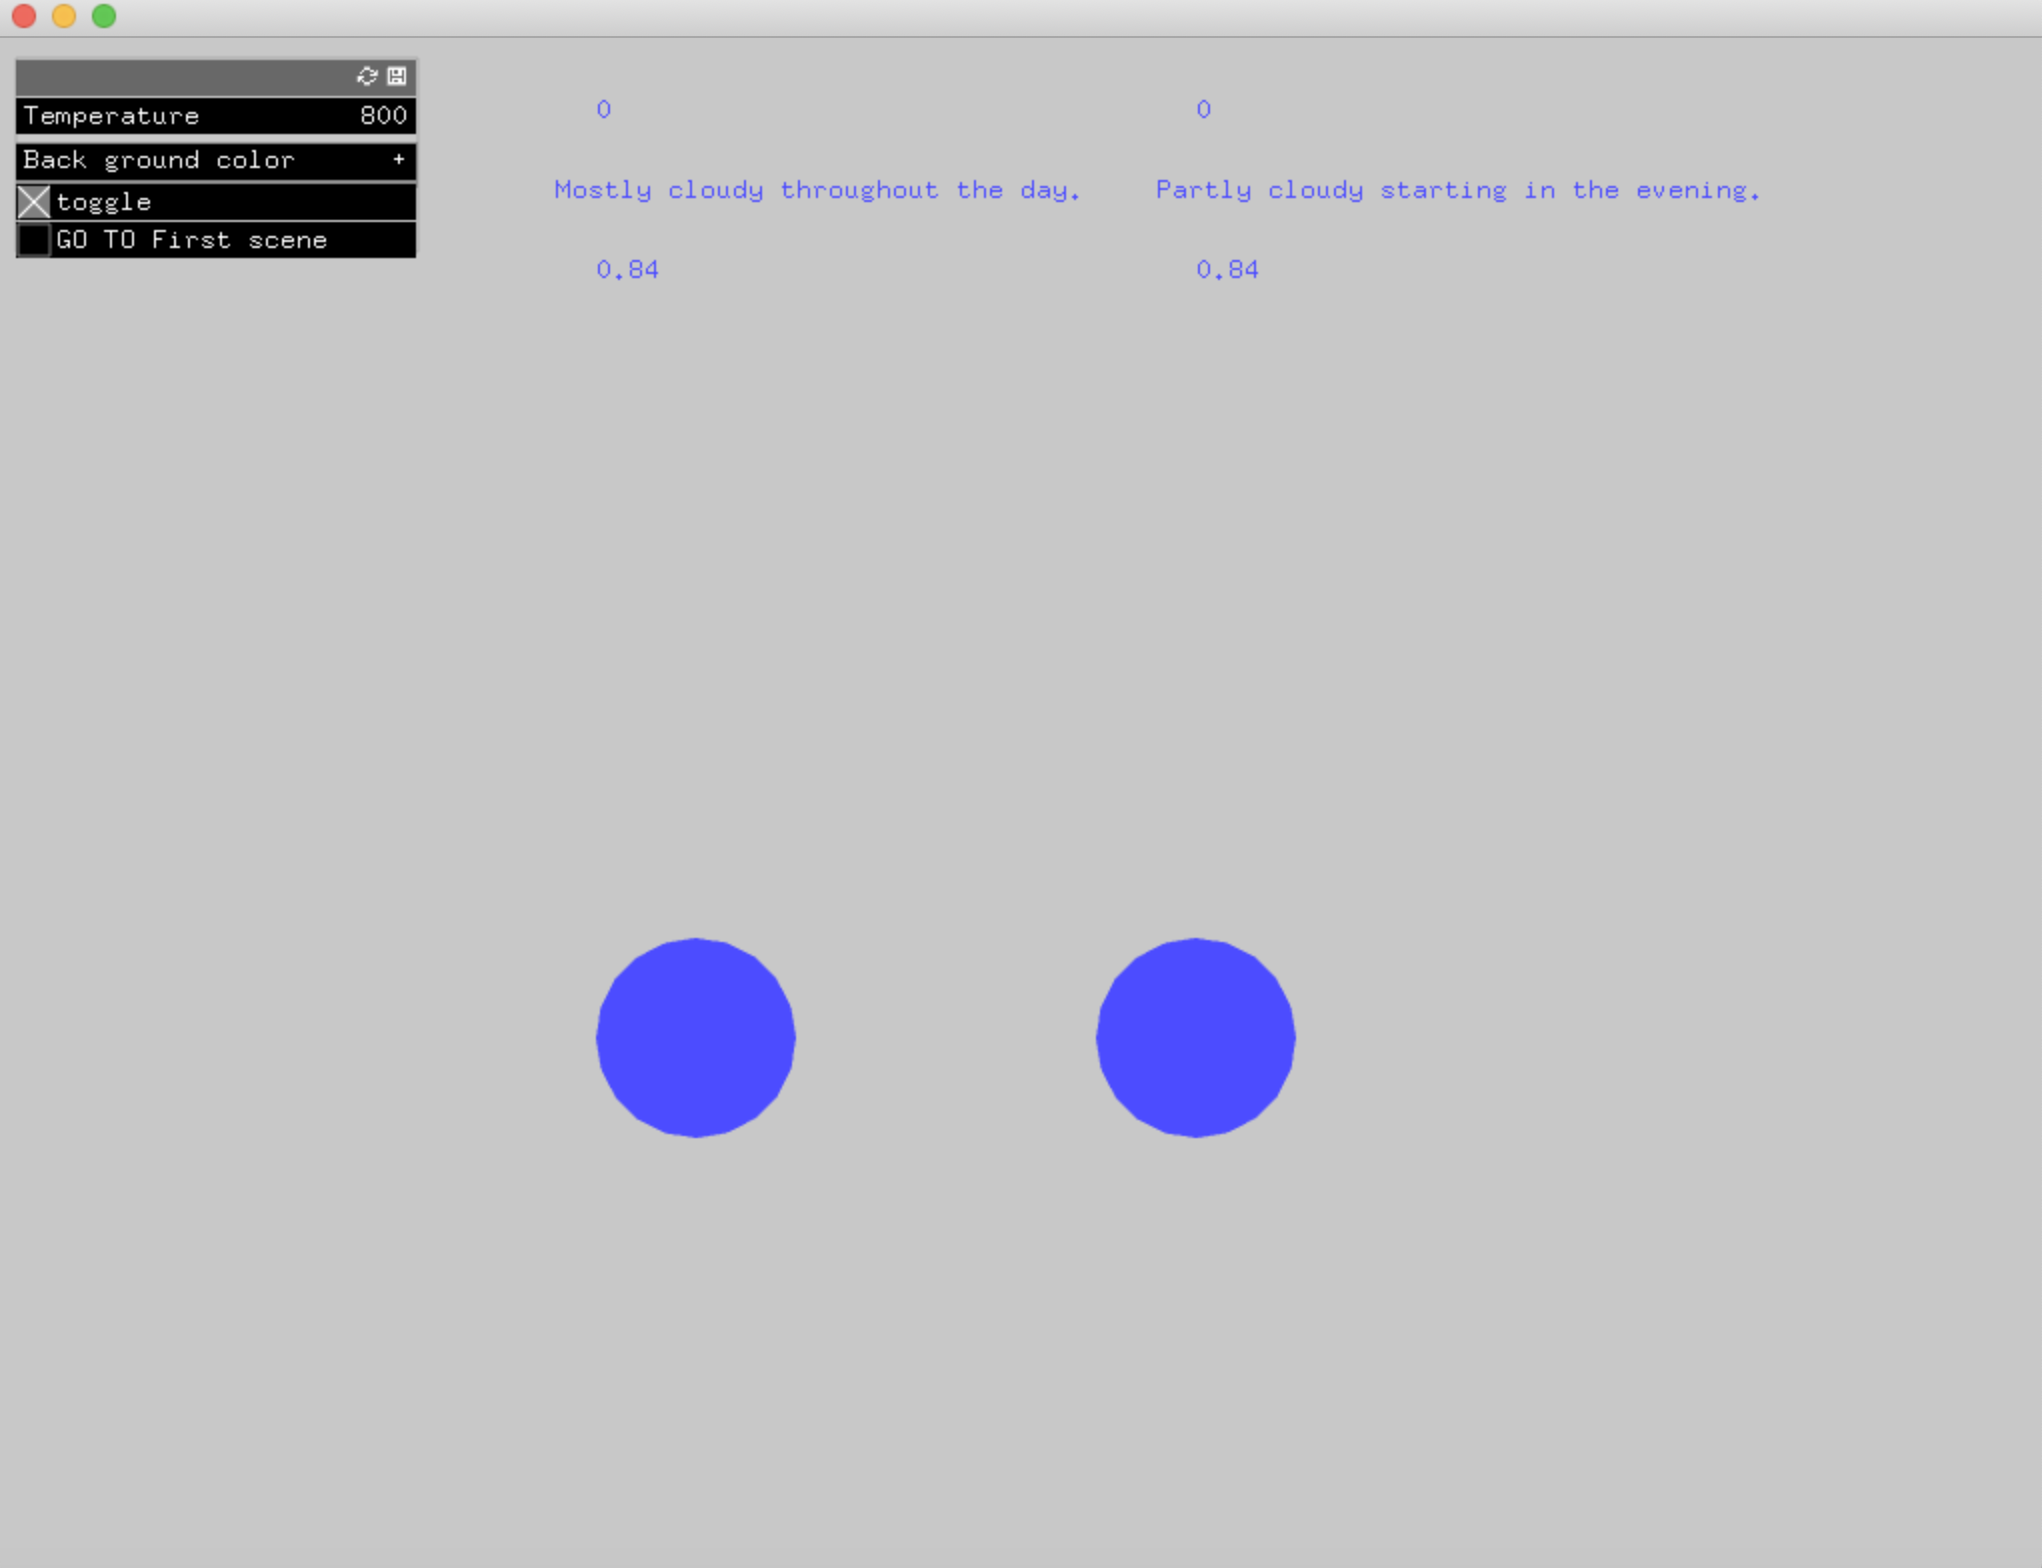 Temperature 800
Back ground color +
toggle
GO TO First scene
0 0
Mostly cloudy throughout the day. Partly cloudy starting in the evening.
0.84 0.84